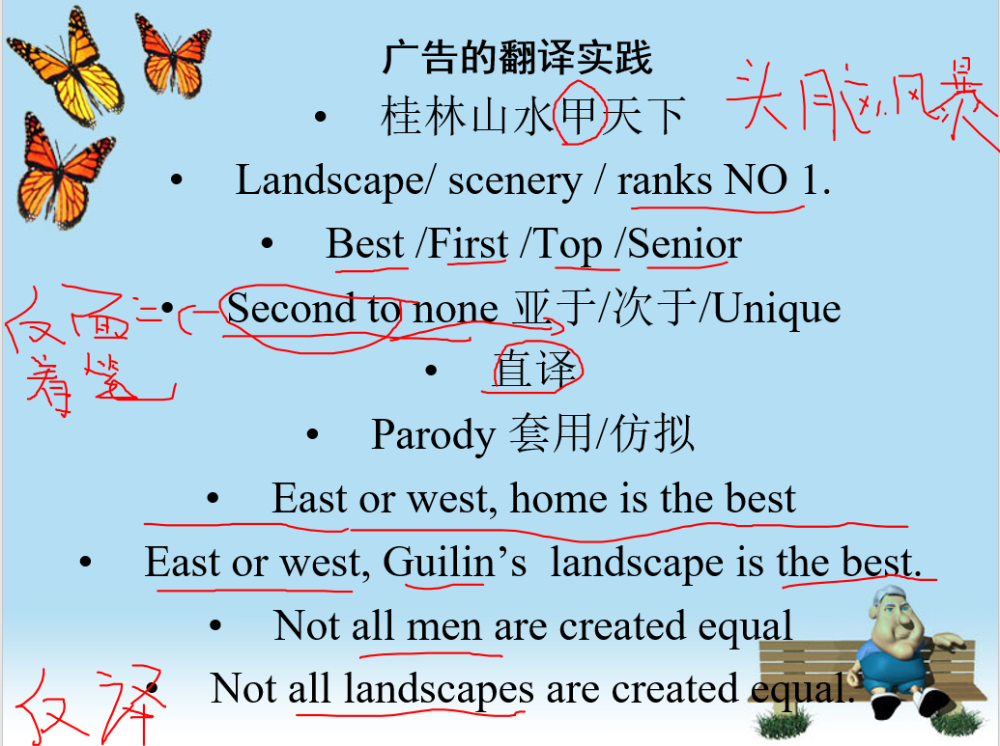 广告的翻译实践
• 桂林山水甲天下
头脑风暴
• Landscape/ scenery / ranks NO 1.
• Best /First /Top /Senior
• Second to none 亚于/次于/Unique
反面
着笔
• 直译
• Parody 套用/仿拟
• East or west, home is the best
• East or west, Guilin’s landscape is the best.
• Not all men are created equal
• Not all landscapes are created equal.
反译